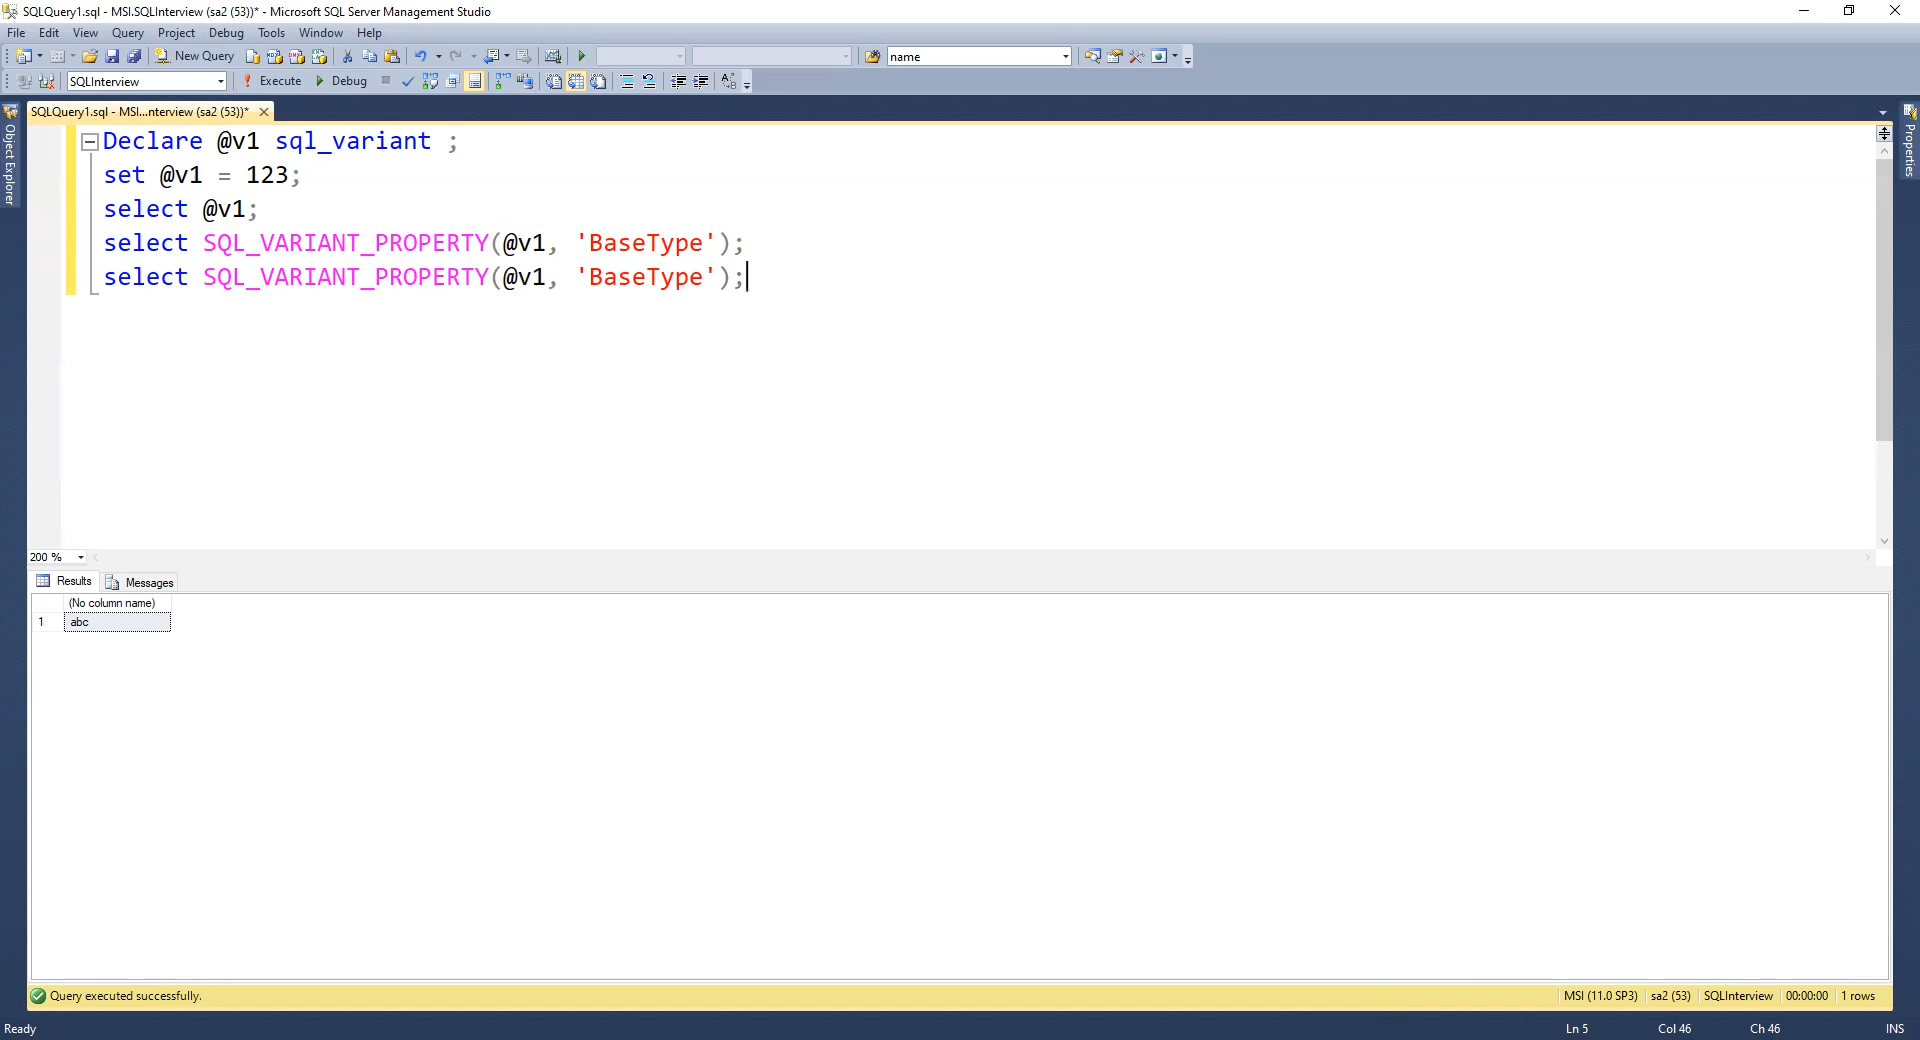 SQLQuery1.sql - MSI.SQLInterview (sa2 (53))* - Microsoft SQL Server Management Studio
File Edit View Query Project Debug Tools Window Help
New Query name
SQLInterview Execute Debug
SQLQuery1.sql - MSI...nterview (sa2 (53))*
Object Explorer
Properties
Declare @v1 sql_variant ;
set @v1 = 123;
select @v1;
select SQL_VARIANT_PROPERTY(@v1, 'BaseType');
select SQL_VARIANT_PROPERTY(@v1, 'BaseType');
200 %
Results Messages
(No column name)
1 abc
Query executed successfully. MSI (11.0 SP3) sa2 (53) SQLInterview 00:00:00 1 rows
Ready Ln 5 Col 46 Ch 46 INS